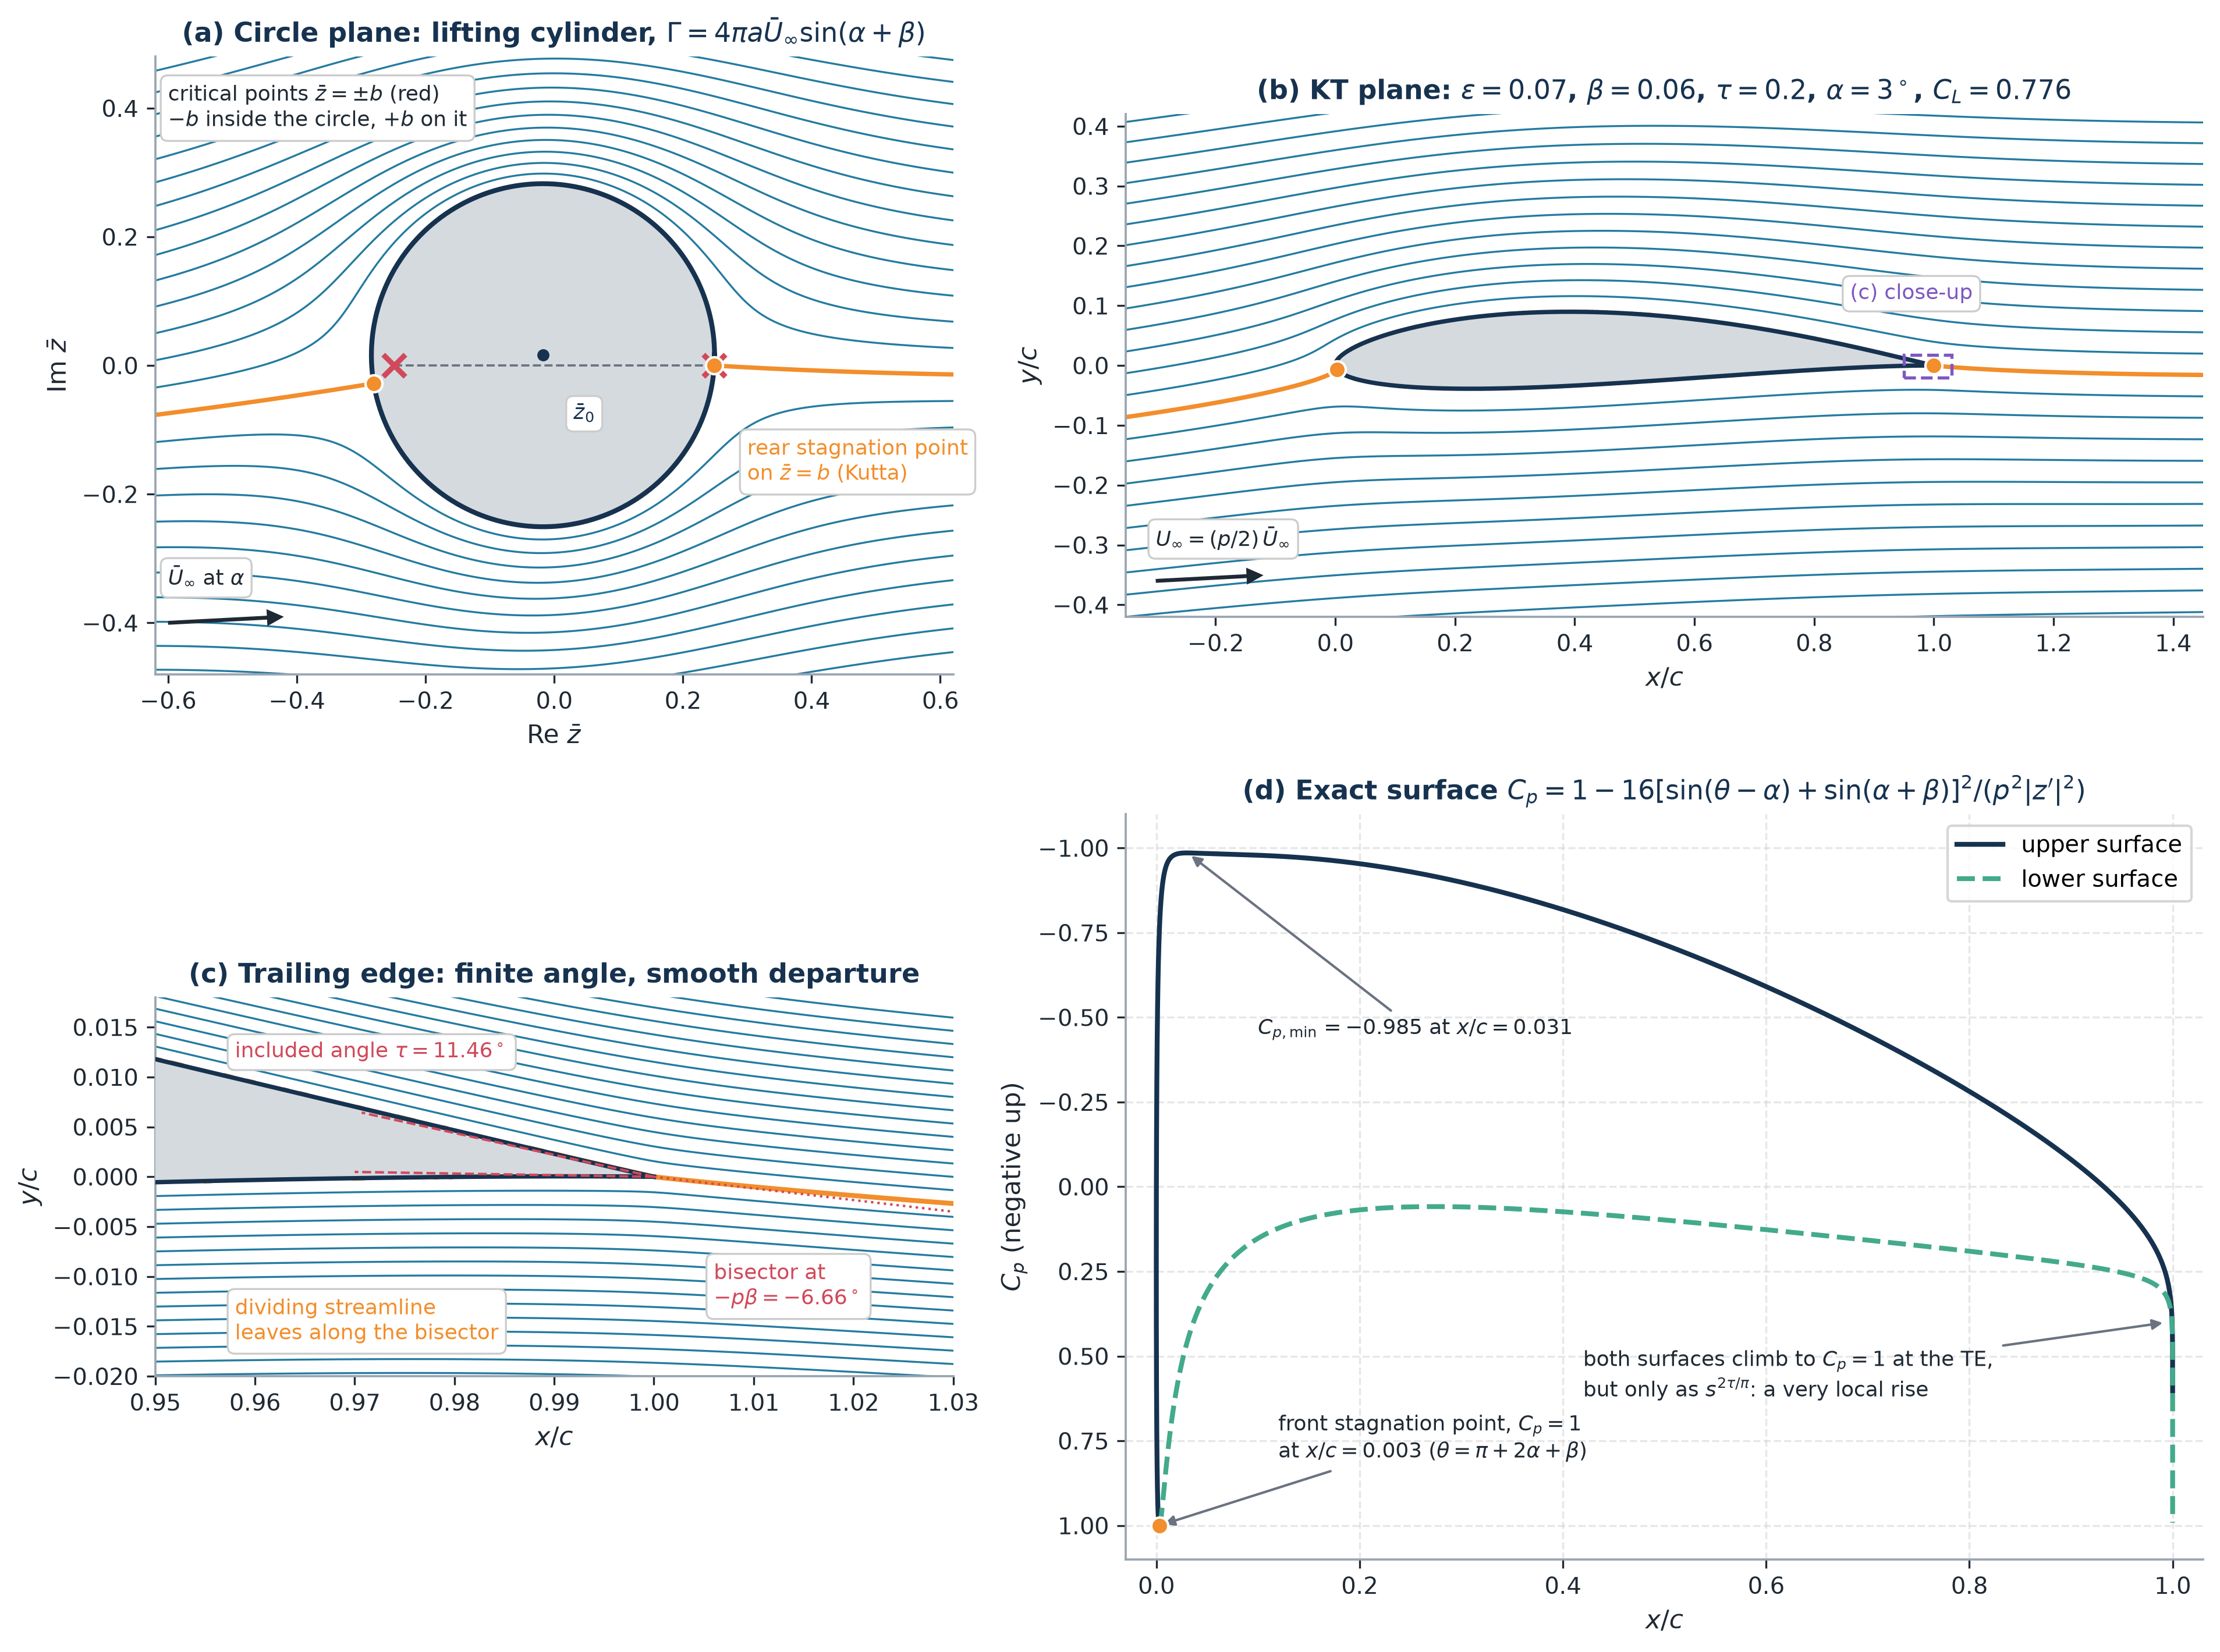 (a) Circle plane: lifting cylinder, Γ = 4πaŪ∞sin(α + β)
critical points z̄ = ±b (red)
−b inside the circle, +b on it
z̄₀
rear stagnation point
on z̄ = b (Kutta)
Ū∞ at α
0.4
0.2
0.0
−0.2
−0.4
Im z̄
−0.6
−0.4
−0.2
0.0
0.2
0.4
0.6
Re z̄
(b) KT plane: ε = 0.07, β = 0.06, τ = 0.2, α = 3°, C_L = 0.776
(c) close-up
U∞ = (p/2) Ū∞
0.4
0.3
0.2
0.1
0.0
−0.1
−0.2
−0.3
−0.4
y/c
−0.2
0.0
0.2
0.4
0.6
0.8
1.0
1.2
1.4
x/c
(c) Trailing edge: finite angle, smooth departure
included angle τ = 11.46°
bisector at
−pβ = −6.66°
dividing streamline
leaves along the bisector
0.015
0.010
0.005
0.000
−0.005
−0.010
−0.015
−0.020
y/c
0.95
0.96
0.97
0.98
0.99
1.00
1.01
1.02
1.03
x/c
(d) Exact surface C_p = 1 − 16[sin(θ − α) + sin(α + β)]²/(p²|z′|²)
upper surface
lower surface
C_p,min = −0.985 at x/c = 0.031
both surfaces climb to C_p = 1 at the TE,
but only as s^{2τ/π}: a very local rise
front stagnation point, C_p = 1
at x/c = 0.003 (θ = π + 2α + β)
−1.00
−0.75
−0.50
−0.25
0.00
0.25
0.50
0.75
1.00
C_p (negative up)
0.0
0.2
0.4
0.6
0.8
1.0
x/c